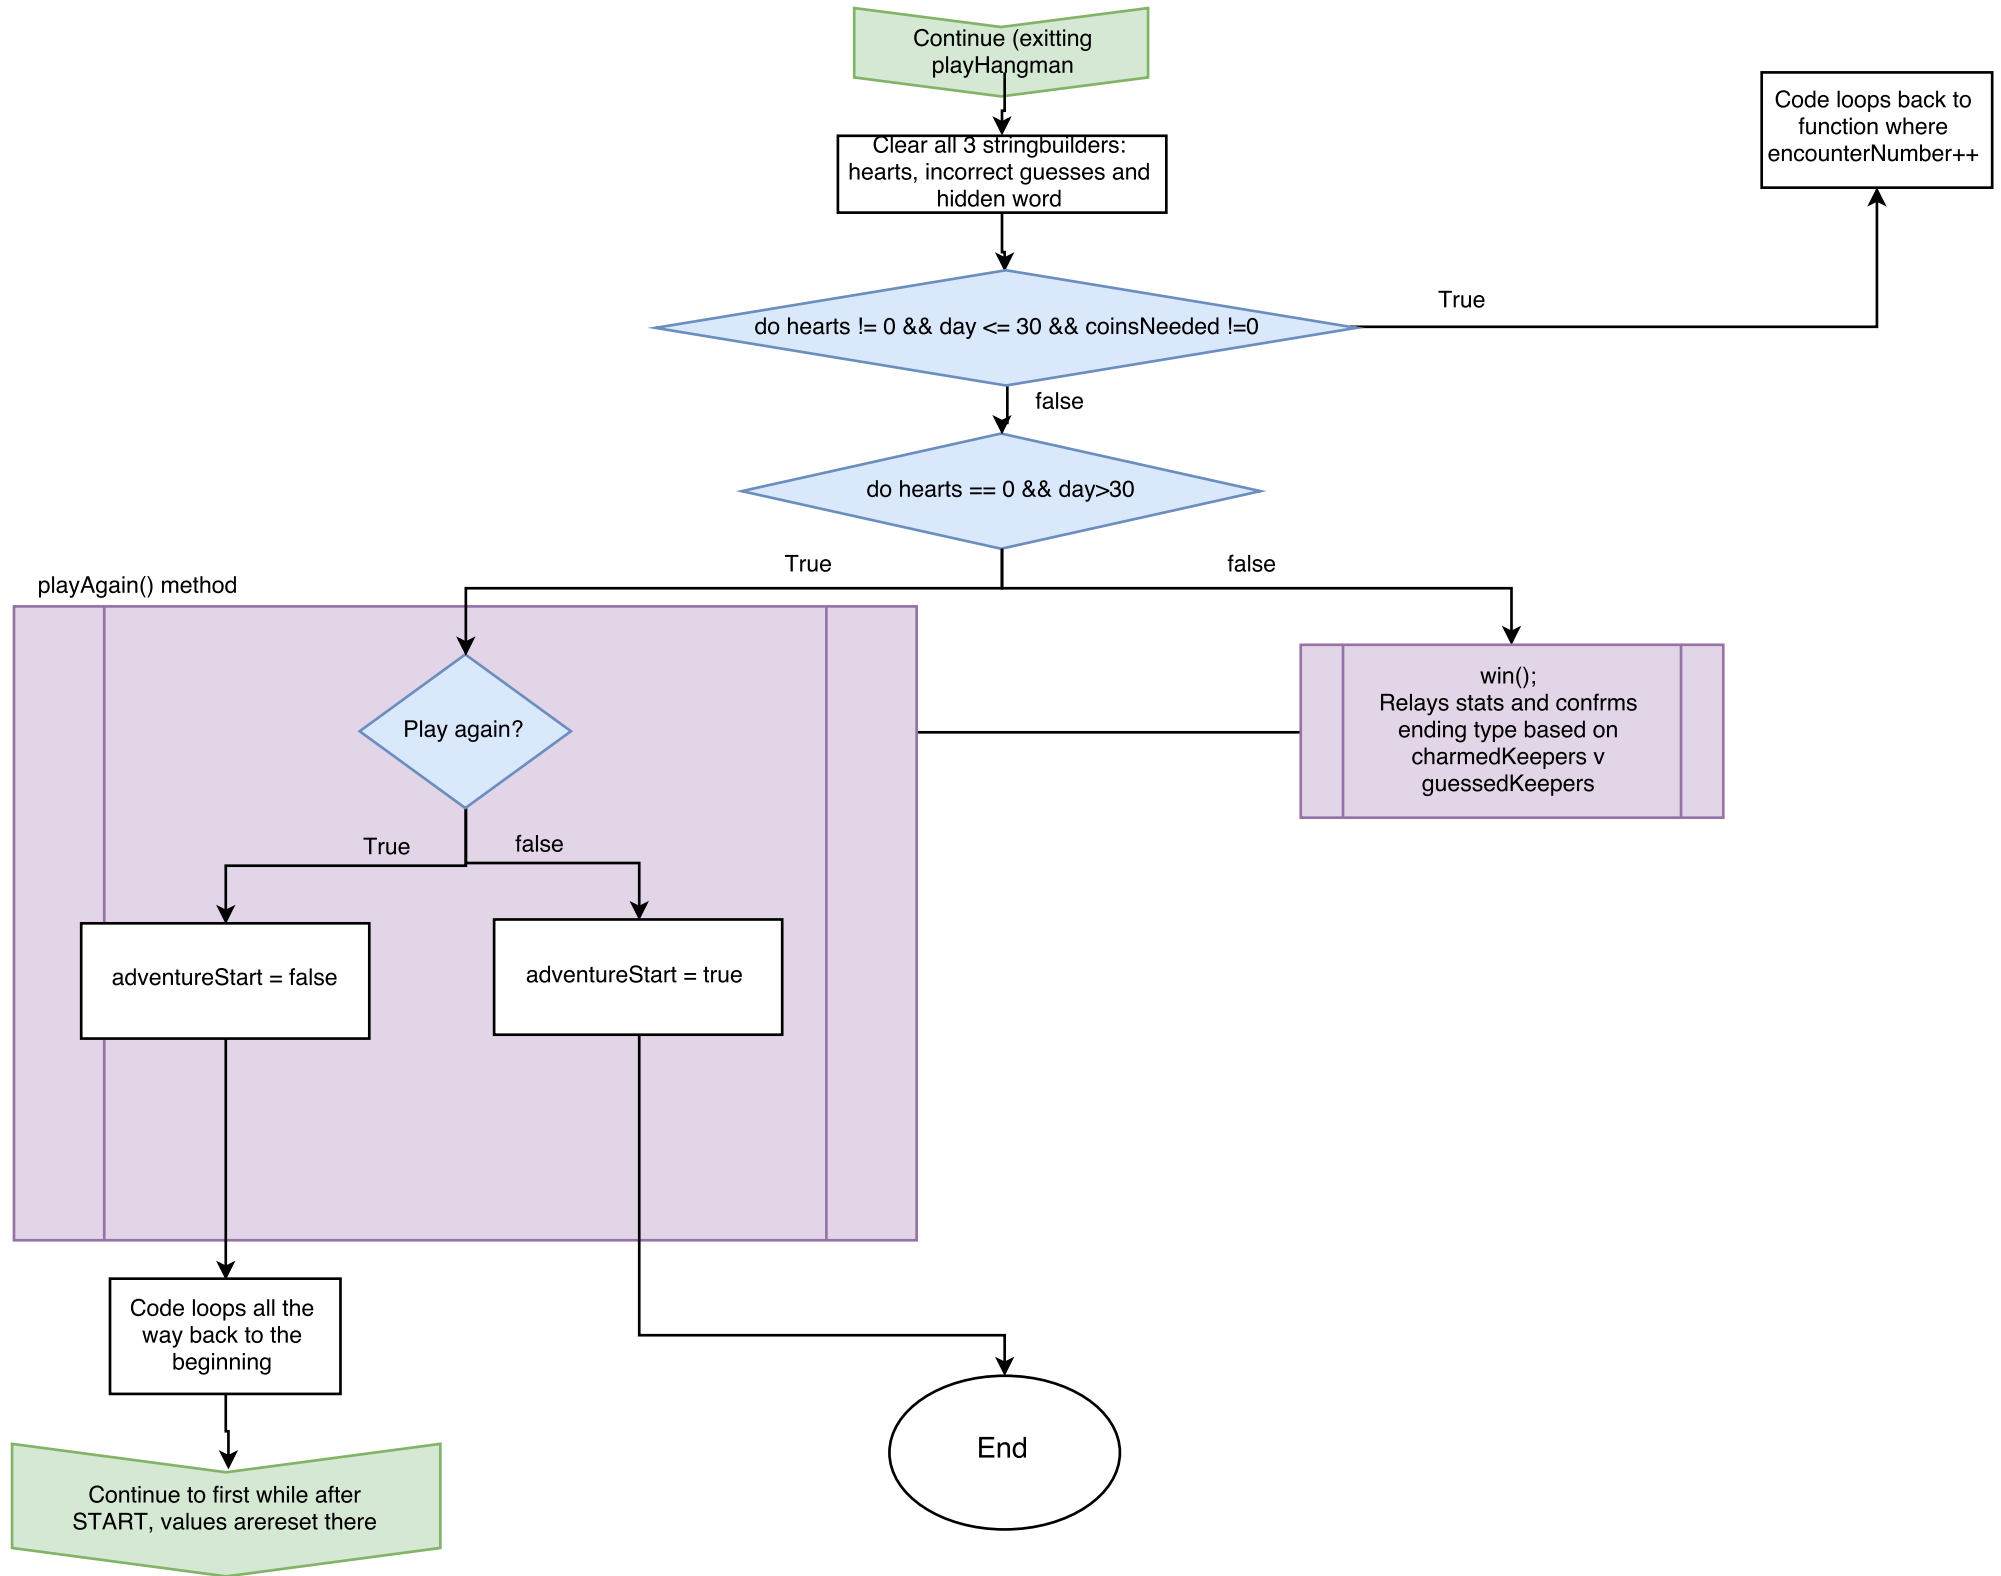 Continue (exitting
playHangman
Code loops back to
function where
encounterNumber++
Clear all 3 stringbuilders:
hearts, incorrect guesses and
hidden word
True
do hearts != 0 && day <= 30 && coinsNeeded !=0
false
do hearts == 0 && day>30
True
false
playAgain() method
win();
Relays stats and confrms
ending type based on
charmedKeepers v
guessedKeepers
Play again?
True
false
adventureStart = false
adventureStart = true
Code loops all the
way back to the
beginning
End
Continue to first while after
START, values arereset there